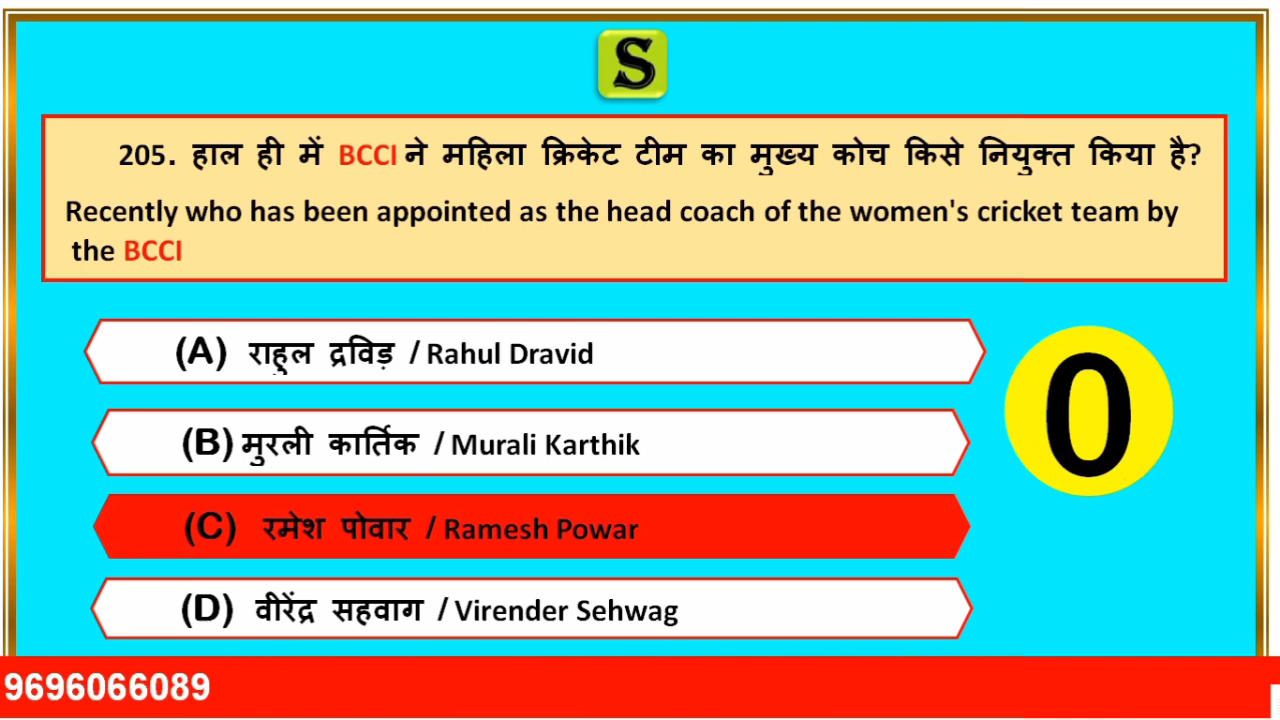 S
205. हाल ही में BCCI ने महिला क्रिकेट टीम का मुख्य कोच किसे नियुक्त किया है?
Recently who has been appointed as the head coach of the women's cricket team by
the BCCI
(A) राहुल द्रविड़ / Rahul Dravid
(B) मुरली कार्तिक / Murali Karthik
0
(C) रमेश पोवार / Ramesh Powar
(D) वीरेंद्र सहवाग / Virender Sehwag
9696066089